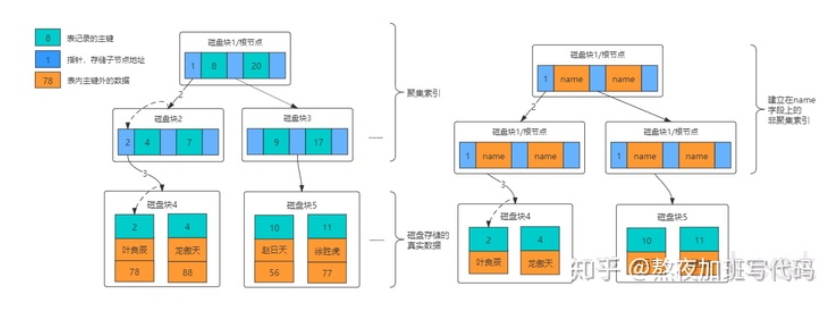 8 表记录的主键
1 指针，存储子节点地址
78 表内主键外的数据
磁盘块1/根节点
1 8 20
2
磁盘块2
2 4 7
磁盘块3
9 17
......
聚集索引
3
磁盘块4
2 4
叶良辰 龙傲天
78 88
磁盘块5
10 11
赵日天 徐胜虎
56 77
......
磁盘存储的
真实数据
磁盘块1/根节点
1 name name
2
磁盘块1/根节点
1 name name
磁盘块1/根节点
1 name name
建立在name
字段上的
非聚集索引
3
磁盘块4
2 4
叶良辰 龙傲天
磁盘块5
10 11
知乎 @熬夜加班写代码